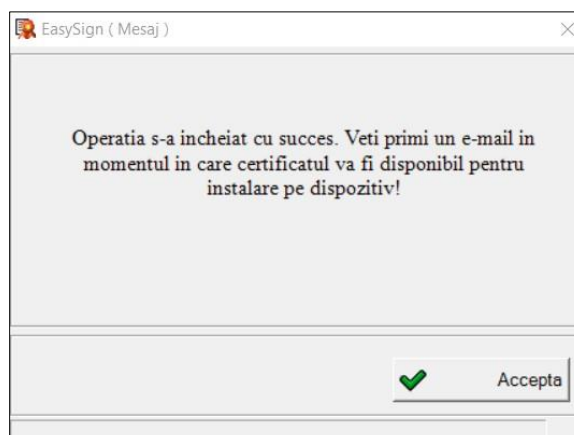 EasySign ( Mesaj )
Operatia s-a incheiat cu succes. Veti primi un e-mail in
momentul in care certificatul va fi disponibil pentru
instalare pe dispozitiv!
Accepta